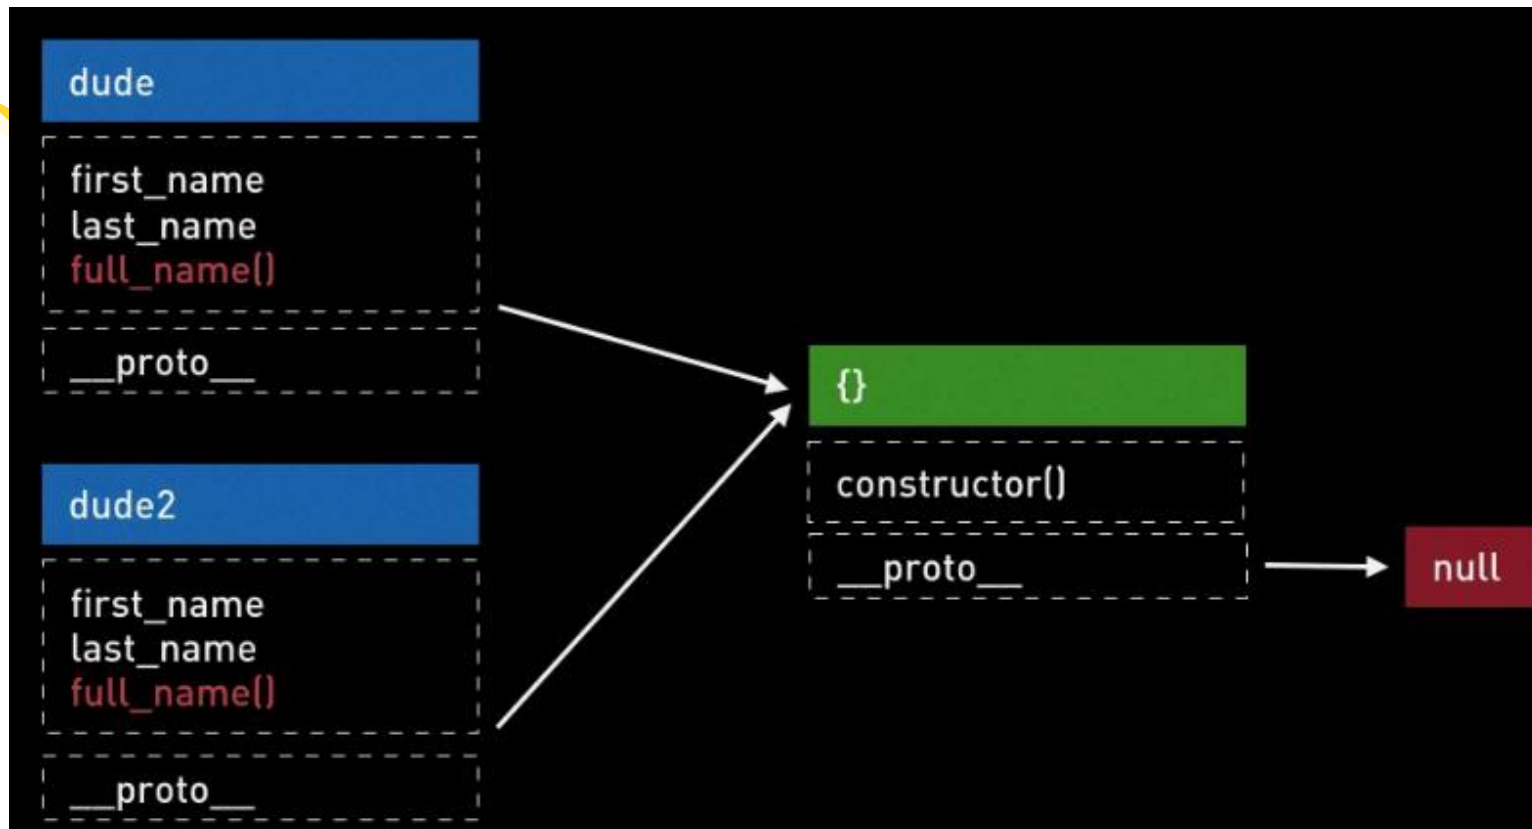 dude
first_name
last_name
full_name()
__proto__
dude2
first_name
last_name
full_name()
__proto__
{}
constructor()
__proto__
null